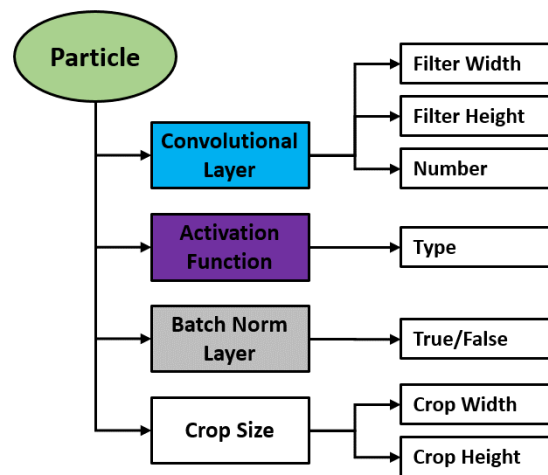 Particle
Convolutional
Layer
Filter Width
Filter Height
Number
Activation
Function
Type
Batch Norm
Layer
True/False
Crop Size
Crop Width
Crop Height